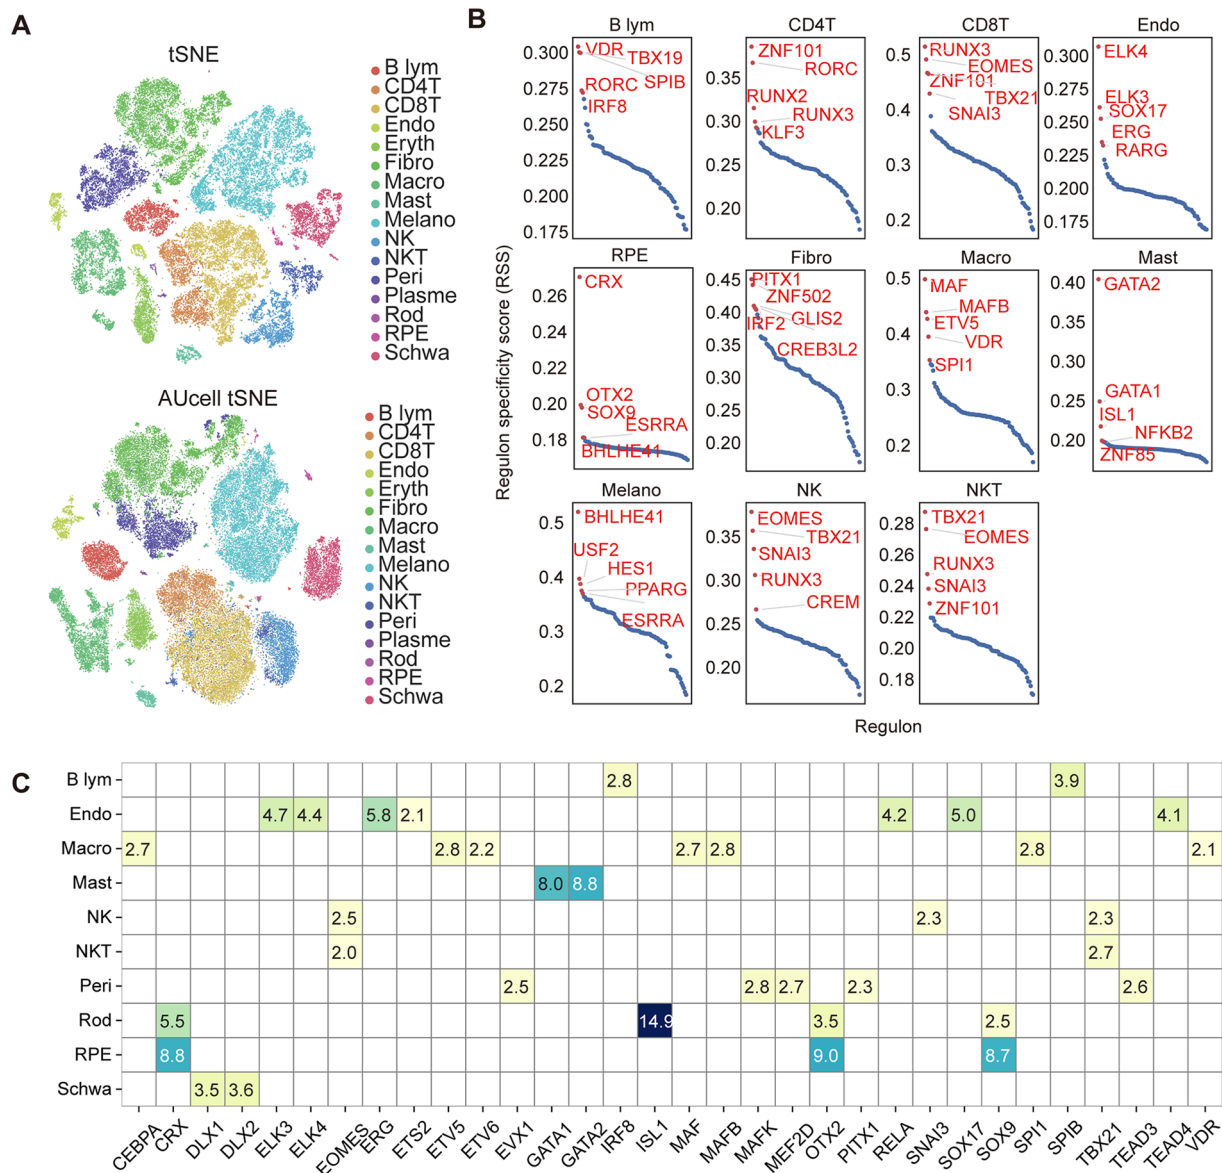 A
tSNE
B lym
CD4T
CD8T
Endo
Eryth
Fibro
Macro
Mast
Melano
NK
NKT
Peri
Plasme
Rod
RPE
Schwa
AUcell tSNE
B lym
CD4T
CD8T
Endo
Eryth
Fibro
Macro
Mast
Melano
NK
NKT
Peri
Plasme
Rod
RPE
Schwa
B
Regulon specificity score (RSS)
B lym
0.300
0.275
0.250
0.225
0.200
0.175
VDR
TBX19
SPIB
RORC
IRF8
CD4T
0.35
0.30
0.25
0.20
ZNF101
RORC
RUNX2
RUNX3
KLF3
CD8T
0.5
0.4
0.3
0.2
RUNX3
EOMES
ZNF101
TBX21
SNAI3
Endo
0.300
0.275
0.250
0.225
0.200
0.175
ELK4
ELK3
SOX17
ERG
RARG
RPE
0.26
0.24
0.22
0.20
0.18
CRX
OTX2
SOX9
ESRRA
BHLHE41
Fibro
0.45
0.40
0.35
0.30
0.25
0.20
PITX1
ZNF502
GLIS2
IRF2
CREB3L2
Macro
0.5
0.4
0.3
0.2
MAF
MAFB
ETV5
VDR
SPI1
Mast
0.40
0.35
0.30
0.25
0.20
GATA2
GATA1
ISL1
NFKB2
ZNF85
Melano
0.5
0.4
0.3
0.2
BHLHE41
USF2
HES1
PPARG
ESRRA
NK
0.35
0.30
0.25
0.20
EOMES
TBX21
SNAI3
RUNX3
CREM
NKT
0.28
0.26
0.24
0.22
0.20
0.18
TBX21
EOMES
RUNX3
SNAI3
ZNF101
Regulon
C
B lym 2.8 3.9
Endo 4.7 4.4 5.8 2.1 4.2 5.0 4.1
Macro 2.7 2.8 2.2 2.7 2.8 2.8 2.1
Mast 8.0 8.8
NK 2.5 2.3 2.3
NKT 2.0 2.7
Peri 2.5 2.8 2.7 2.3 2.6
Rod 5.5 14.9 3.5 2.5
RPE 8.8 9.0 8.7
Schwa 3.5 3.6
CEBPA CRX DLX1 DLX2 ELK3 ELK4 EOMES ERG ETS2 ETV5 ETV6 EVX1 GATA1 GATA2 IRF8 ISL1 MAF MAFB MAFK MEF2D OTX2 PITX1 RELA SNAI3 SOX17 SOX9 SPI1 SPIB TBX21 TEAD3 TEAD4 VDR